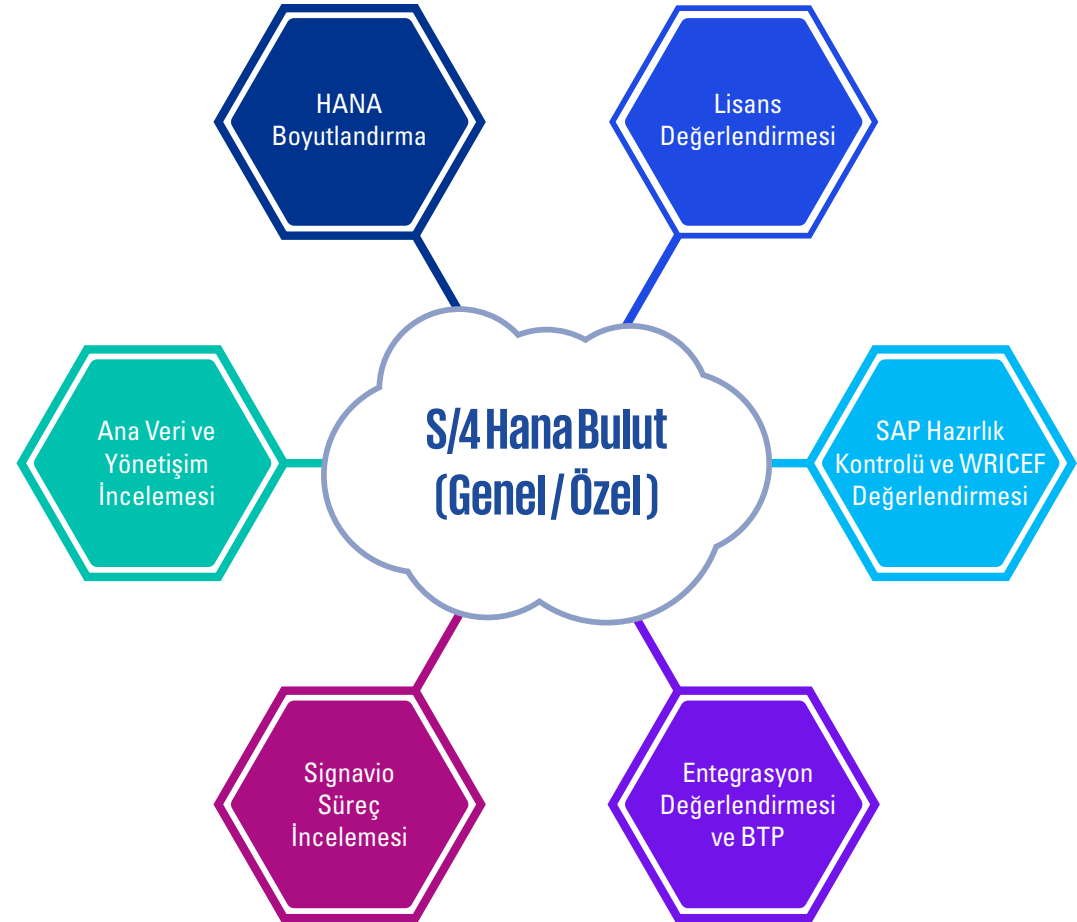 HANA
Boyutlandırma
Lisans
Değerlendirmesi
Ana Veri ve
Yönetişim
İncelemesi
S/4 Hana Bulut
(Genel / Özel )
SAP Hazırlık
Kontrolü ve WRICEF
Değerlendirmesi
Signavio
Süreç
İncelemesi
Entegrasyon
Değerlendirmesi
ve BTP